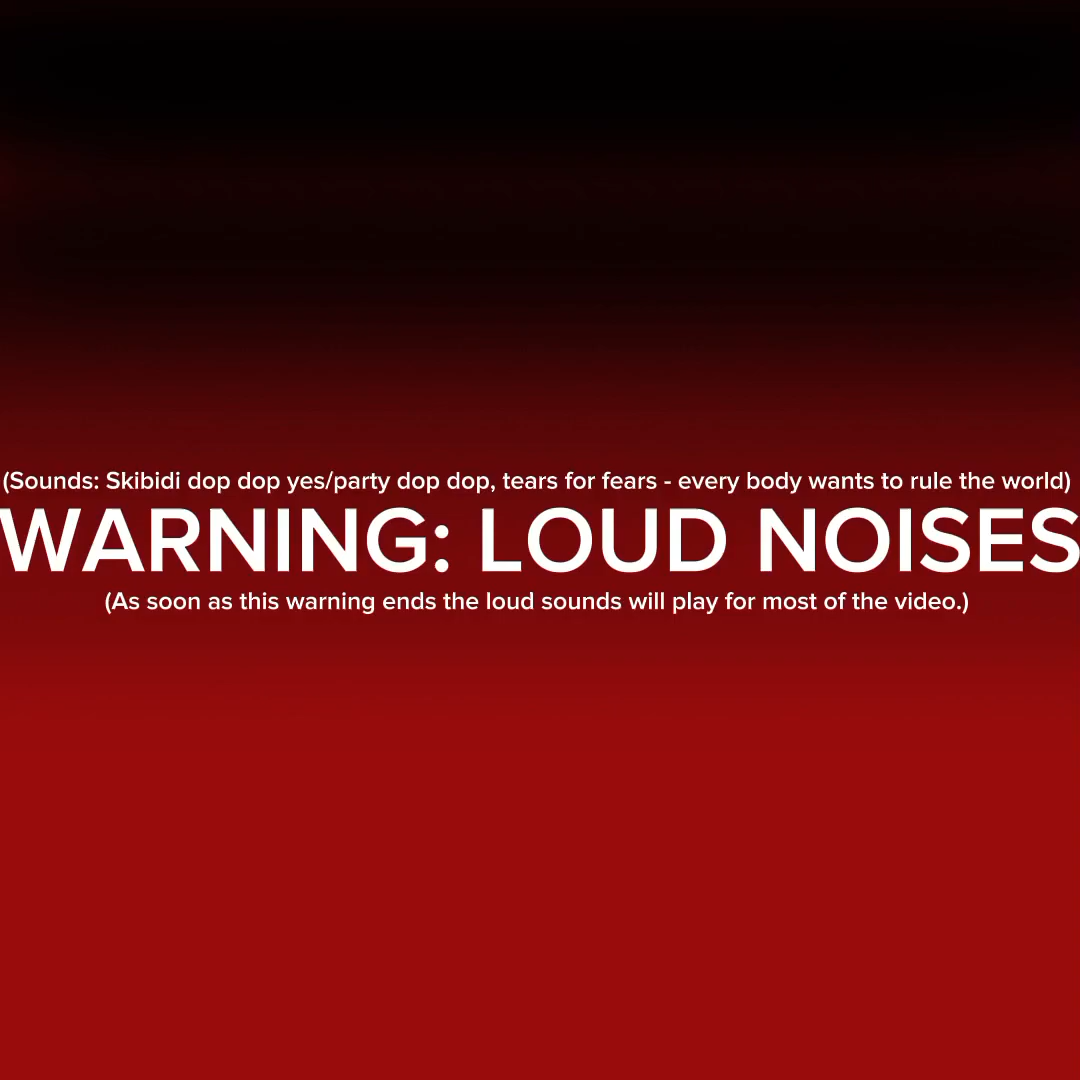 (Sounds: Skibidi dop dop yes/party dop dop, tears for fears - every body wants to rule the world)
WARNING: LOUD NOISES
(As soon as this warning ends the loud sounds will play for most of the video.)